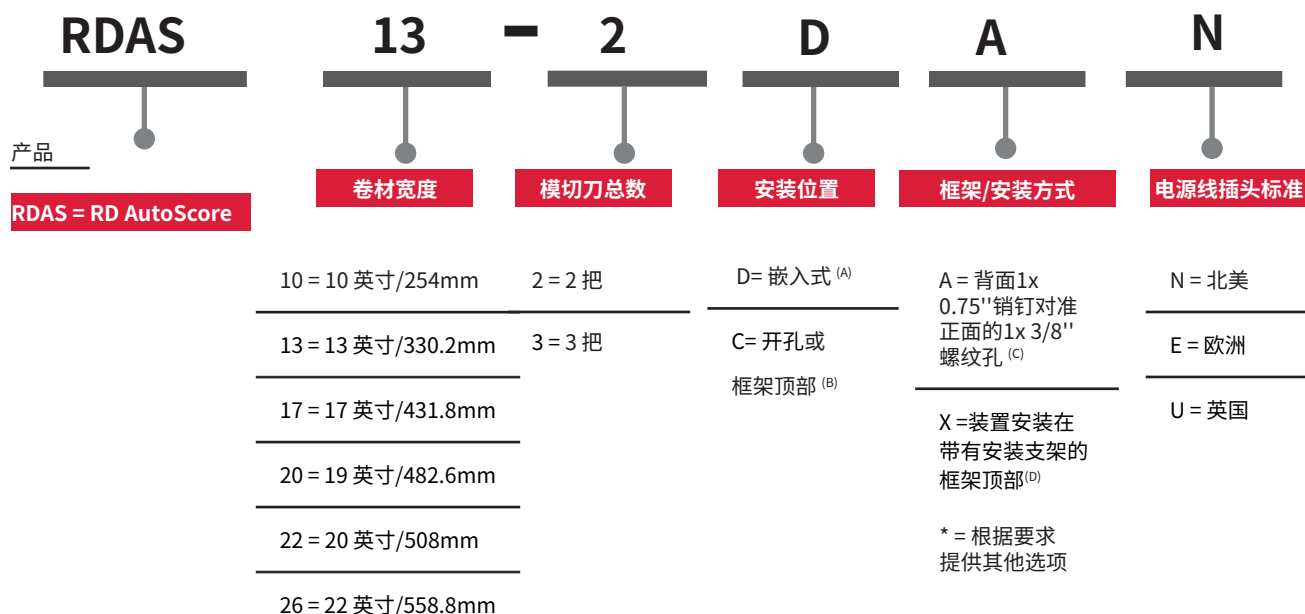 RDAS 13 - 2 D A N
产品
RDAS = RD AutoScore
卷材宽度
10 = 10 英寸/254mm
13 = 13 英寸/330.2mm
17 = 17 英寸/431.8mm
20 = 19 英寸/482.6mm
22 = 20 英寸/508mm
26 = 22 英寸/558.8mm
模切刀总数
2 = 2 把
3 = 3 把
安装位置
D= 嵌入式 (A)
C= 开孔或
框架顶部 (B)
框架/安装方式
A = 背面1x
0.75''销钉对准
正面的1x 3/8''
螺纹孔 (C)
X =装置安装在
带有安装支架的
框架顶部(D)
* = 根据要求
提供其他选项
电源线插头标准
N = 北美
E = 欧洲
U = 英国